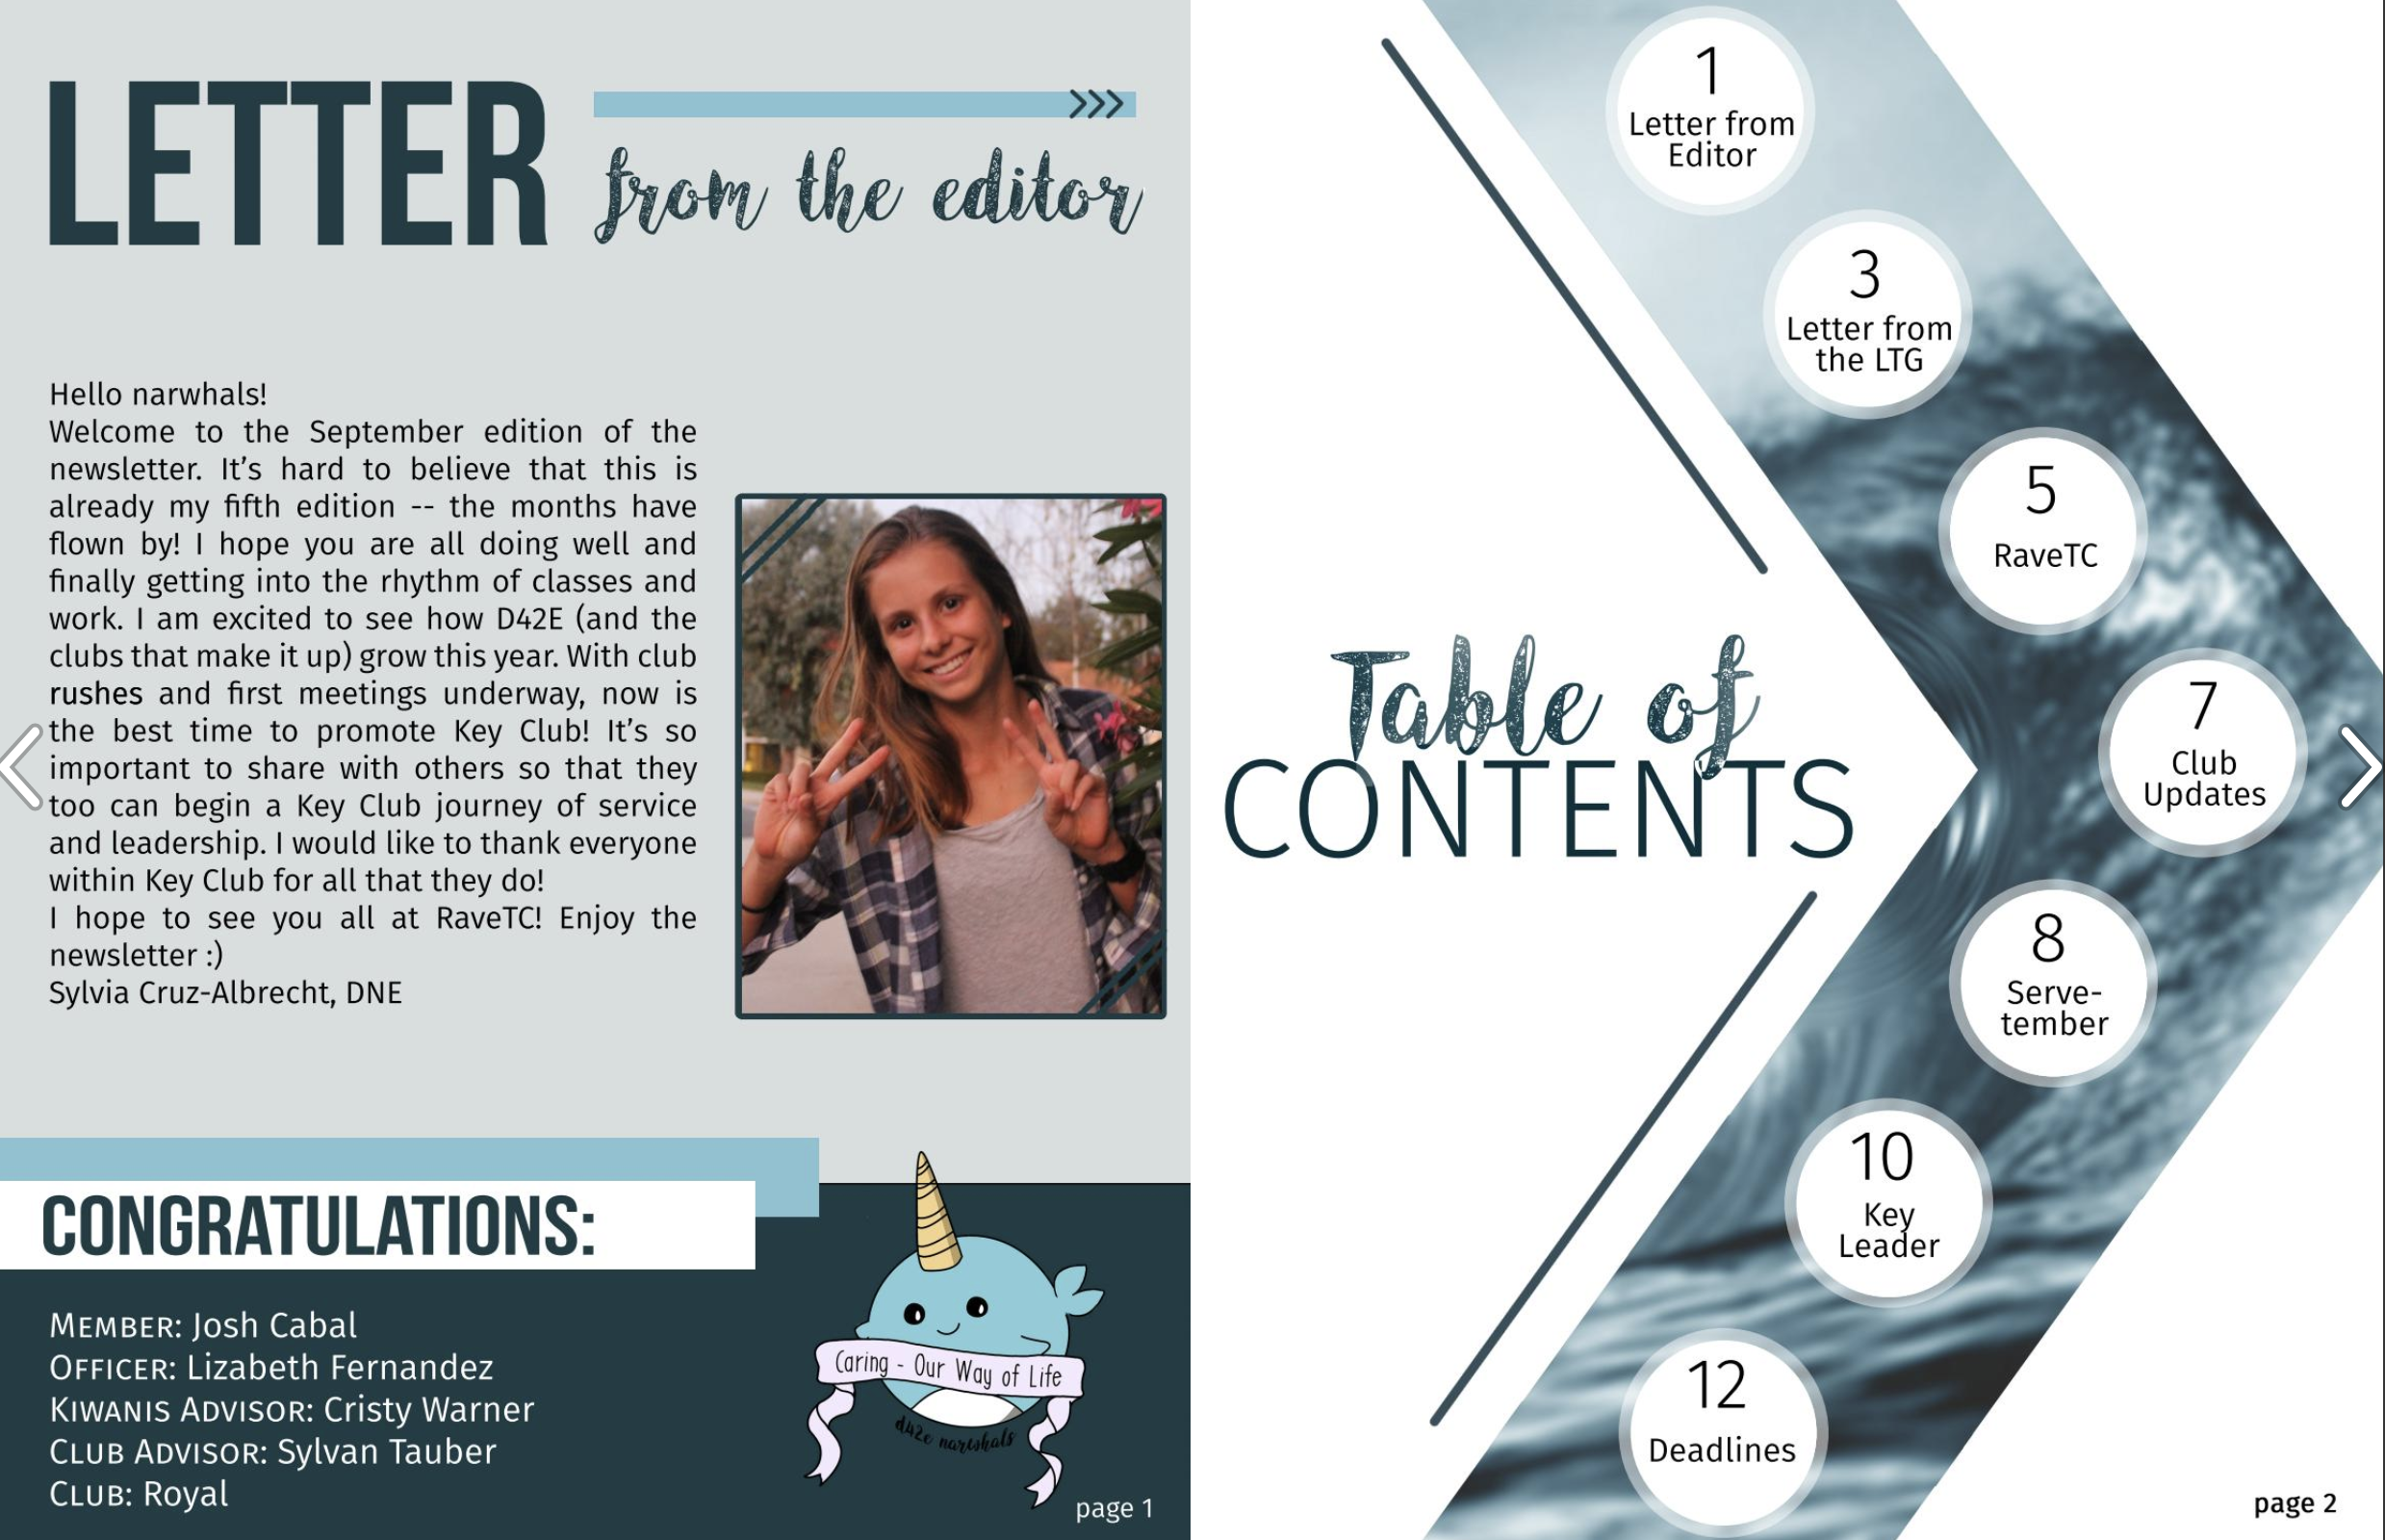 LETTER
from the editor
Hello narwhals!
Welcome to the September edition of the
newsletter. It’s hard to believe that this is
already my fifth edition -- the months have
flown by! I hope you are all doing well and
finally getting into the rhythm of classes and
work. I am excited to see how D42E (and the
clubs that make it up) grow this year. With club
rushes and first meetings underway, now is
the best time to promote Key Club! It’s so
important to share with others so that they
too can begin a Key Club journey of service
and leadership. I would like to thank everyone
within Key Club for all that they do!
I hope to see you all at RaveTC! Enjoy the
newsletter :)
Sylvia Cruz-Albrecht, DNE
CONGRATULATIONS:
MEMBER: Josh Cabal
OFFICER: Lizabeth Fernandez
KIWANIS ADVISOR: Cristy Warner
CLUB ADVISOR: Sylvan Tauber
CLUB: Royal
Caring - Our Way of Life
d42e narwhals
page 1
Table of
CONTENTS
1
Letter from
Editor
3
Letter from
the LTG
5
RaveTC
7
Club
Updates
8
Serve-
tember
10
Key
Leader
12
Deadlines
page 2